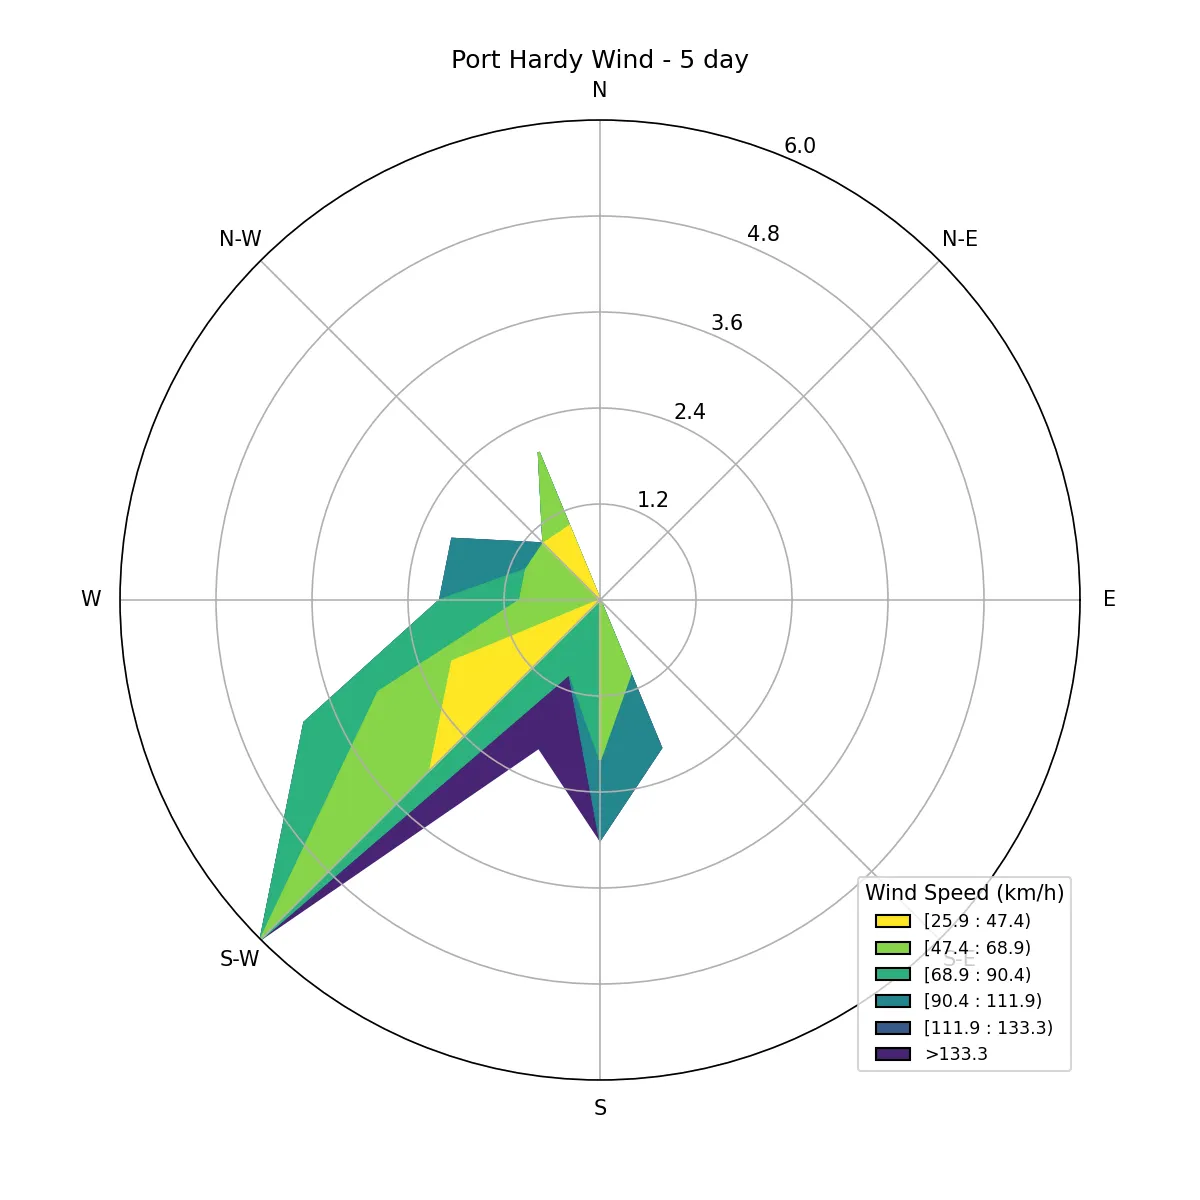 Port Hardy Wind - 5 day
N
6.0
N-W
4.8
N-E
3.6
2.4
1.2
W
E
Wind Speed (km/h)
[25.9 : 47.4)
[47.4 : 68.9)
S-W
S-E
[68.9 : 90.4)
[90.4 : 111.9)
[111.9 : 133.3)
>133.3
S